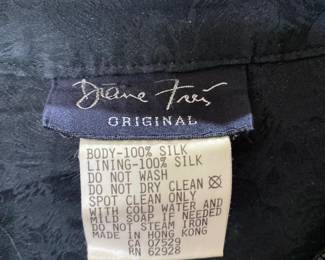 Diane Freis
ORIGINAL
BODY-100% SILK
LINING-100% SILK
DO NOT WASH
DO NOT DRY CLEAN
SPOT CLEAN ONLY
WITH COLD WATER AND
MILD SOAP IF NEEDED
DO NOT STEAM IRON
MADE IN HONG KONG
CA 07529
RN 62928